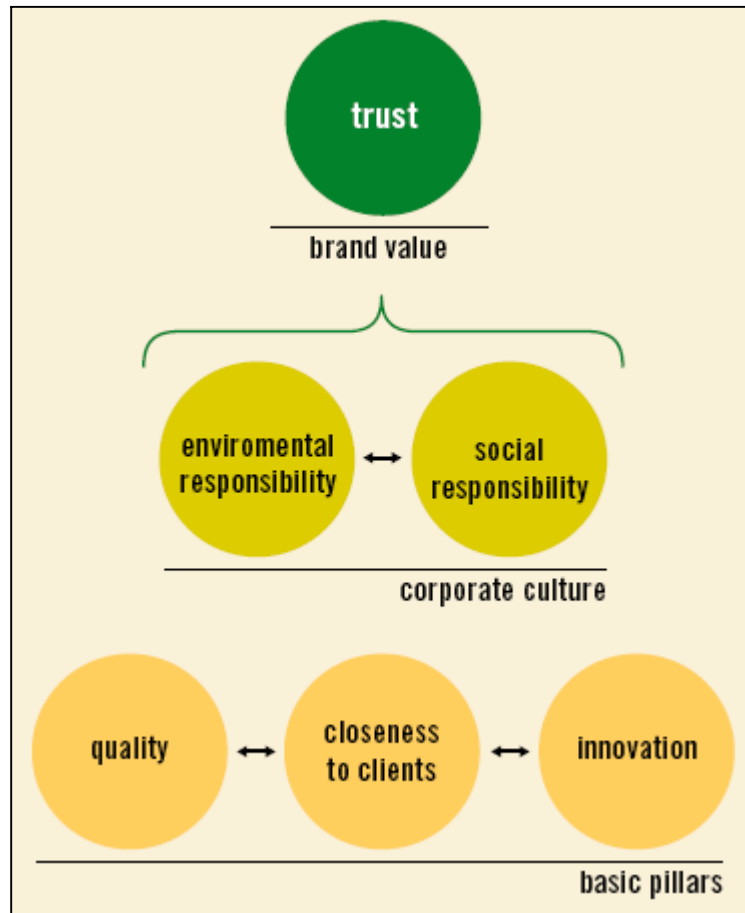 trust
brand value
enviromental
responsibility
social
responsibility
corporate culture
quality
closeness
to clients
innovation
basic pillars